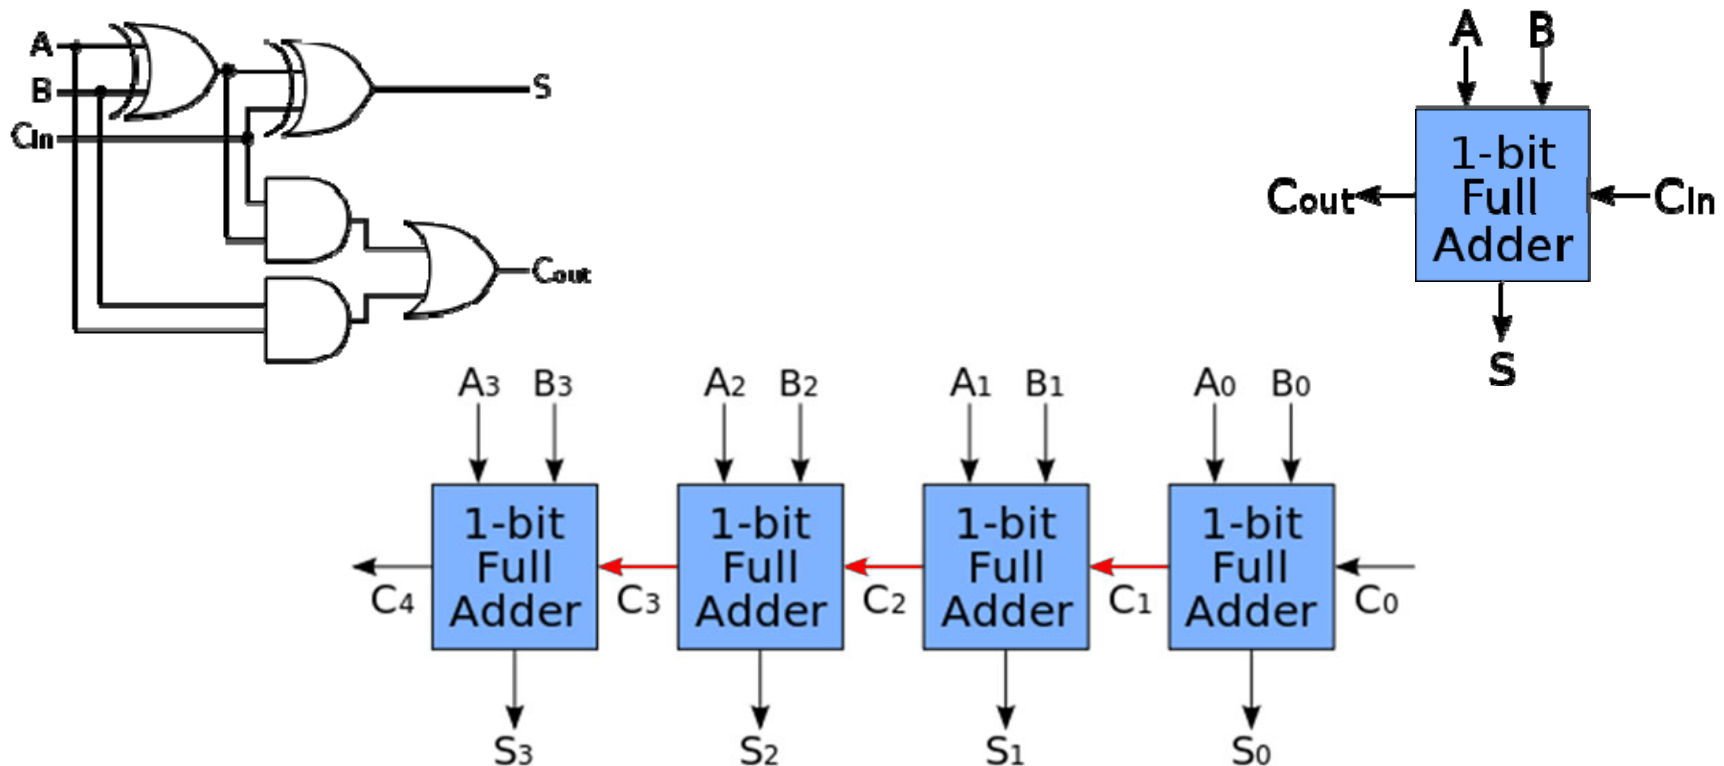 A
B
CIn
S
Cout
A B
1-bit
Full
Adder
Cout
CIn
S
A3 B3 A2 B2 A1 B1 A0 B0
1-bit
Full
Adder
1-bit
Full
Adder
1-bit
Full
Adder
1-bit
Full
Adder
C4 C3 C2 C1 C0
S3 S2 S1 S0